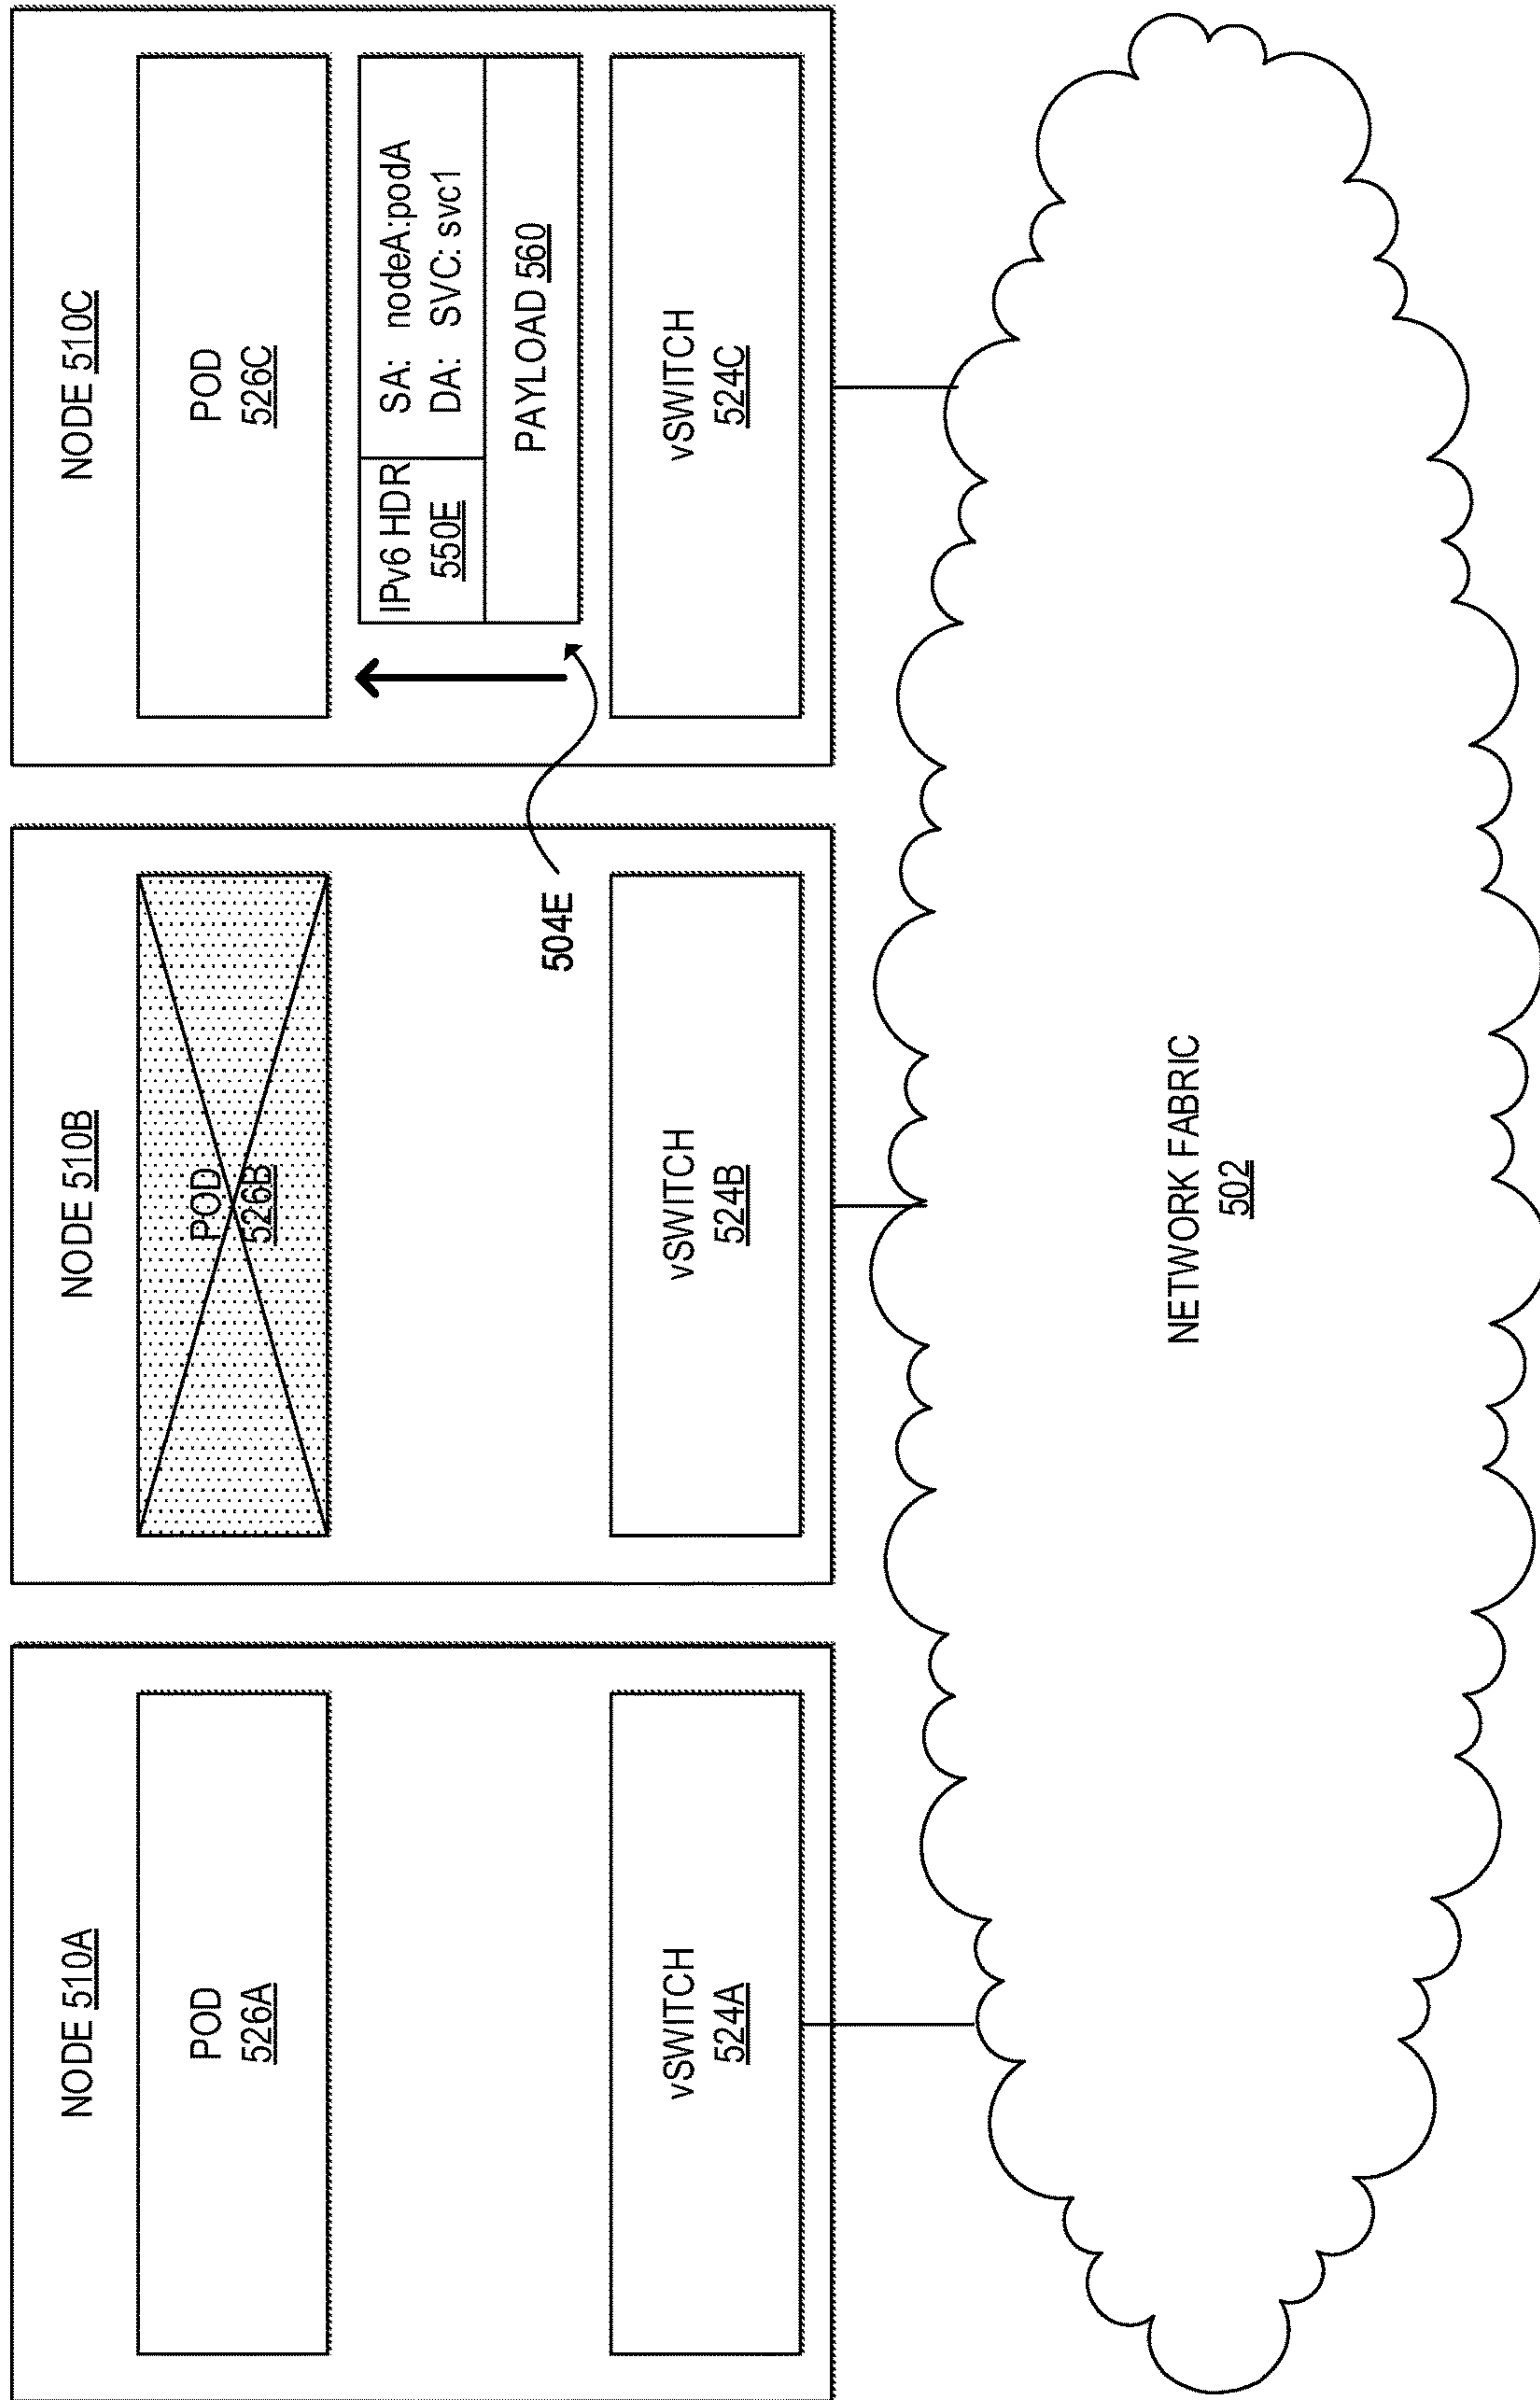 NODE 510A
POD
526A
vSWITCH
524A
NODE 510B
POD
526B
504E
vSWITCH
524B
NODE 510C
POD
526C
IPv6 HDR
550E
SA: nodeA:podA
DA: SVC: svc1
PAYLOAD 560
vSWITCH
524C
NETWORK FABRIC
502